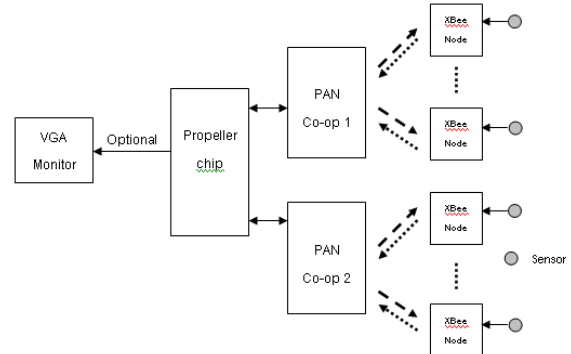 XBee
Node
PAN
Co-op 1
XBee
Node
VGA
Monitor
Optional
Propeller
chip
XBee
Node
PAN
Co-op 2
Sensor
XBee
Node